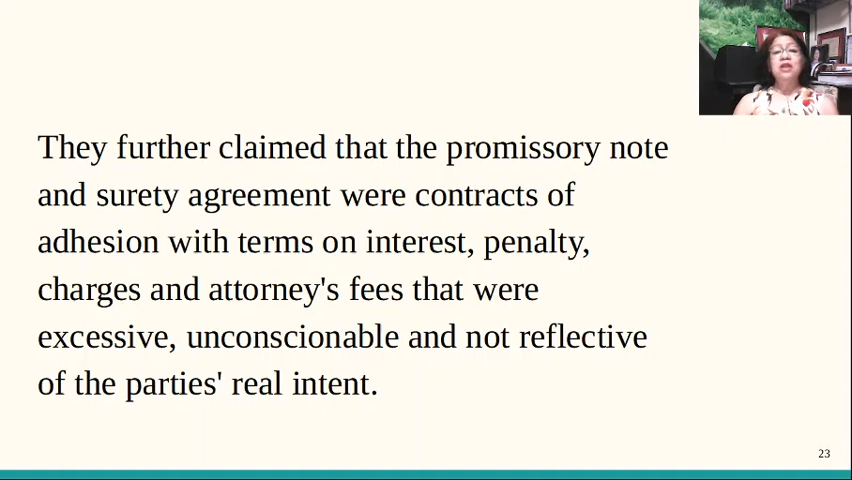 They further claimed that the promissory note
and surety agreement were contracts of
adhesion with terms on interest, penalty,
charges and attorney's fees that were
excessive, unconscionable and not reflective
of the parties' real intent.
23